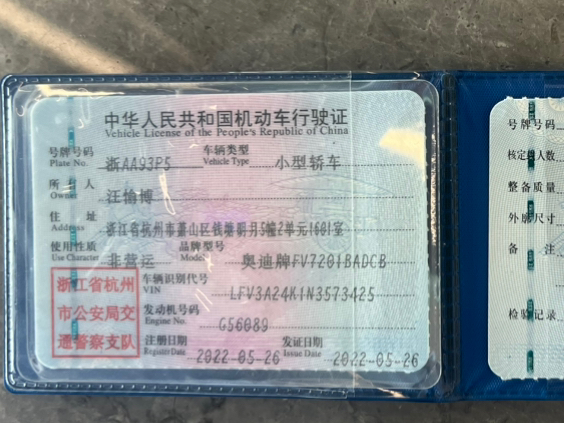 中华人民共和国机动车行驶证
Vehicle License of the People's Republic of China
号牌号码 Plate No. 浙AA93P5 车辆类型 Vehicle Type 小型轿车
所有人 Owner 汪愉博
住址 Address 浙江省杭州市萧山区钱塘明月5幢2单元1601室
使用性质 Use Character 非营运 品牌型号 Model 奥迪牌FV7201BADCB
车辆识别代号 VIN LFV3A24K1N3573425
发动机号码 Engine No. G56089
注册日期 Register Date 2022-05-26 发证日期 Issue Date 2022-05-26
浙江省杭州
市公安局交
通警察支队
号牌号码
核定载人数
整备质量
外廓尺寸
备注
检验记录